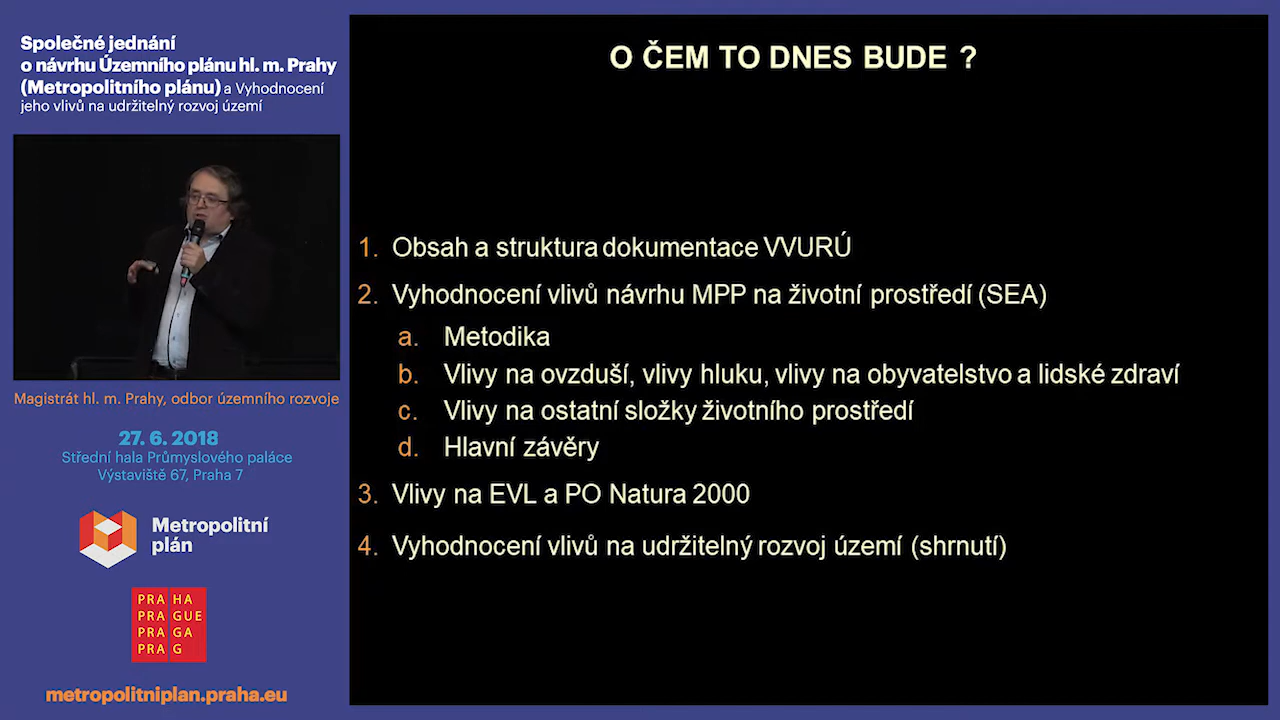 Společné jednání
o návrhu Územního plánu hl. m. Prahy
(Metropolitního plánu) a Vyhodnocení
jeho vlivů na udržitelný rozvoj území
Magistrát hl. m. Prahy, odbor územního rozvoje
27. 6. 2018
Střední hala Průmyslového paláce
Výstaviště 67, Praha 7
Metropolitní
plán
PRA HA
PRA GUE
PRA GA
PRA G
metropolitniplan.praha.eu
O ČEM TO DNES BUDE ?
1. Obsah a struktura dokumentace VVURÚ
2. Vyhodnocení vlivů návrhu MPP na životní prostředí (SEA)
a. Metodika
b. Vlivy na ovzduší, vlivy hluku, vlivy na obyvatelstvo a lidské zdraví
c. Vlivy na ostatní složky životního prostředí
d. Hlavní závěry
3. Vlivy na EVL a PO Natura 2000
4. Vyhodnocení vlivů na udržitelný rozvoj území (shrnutí)